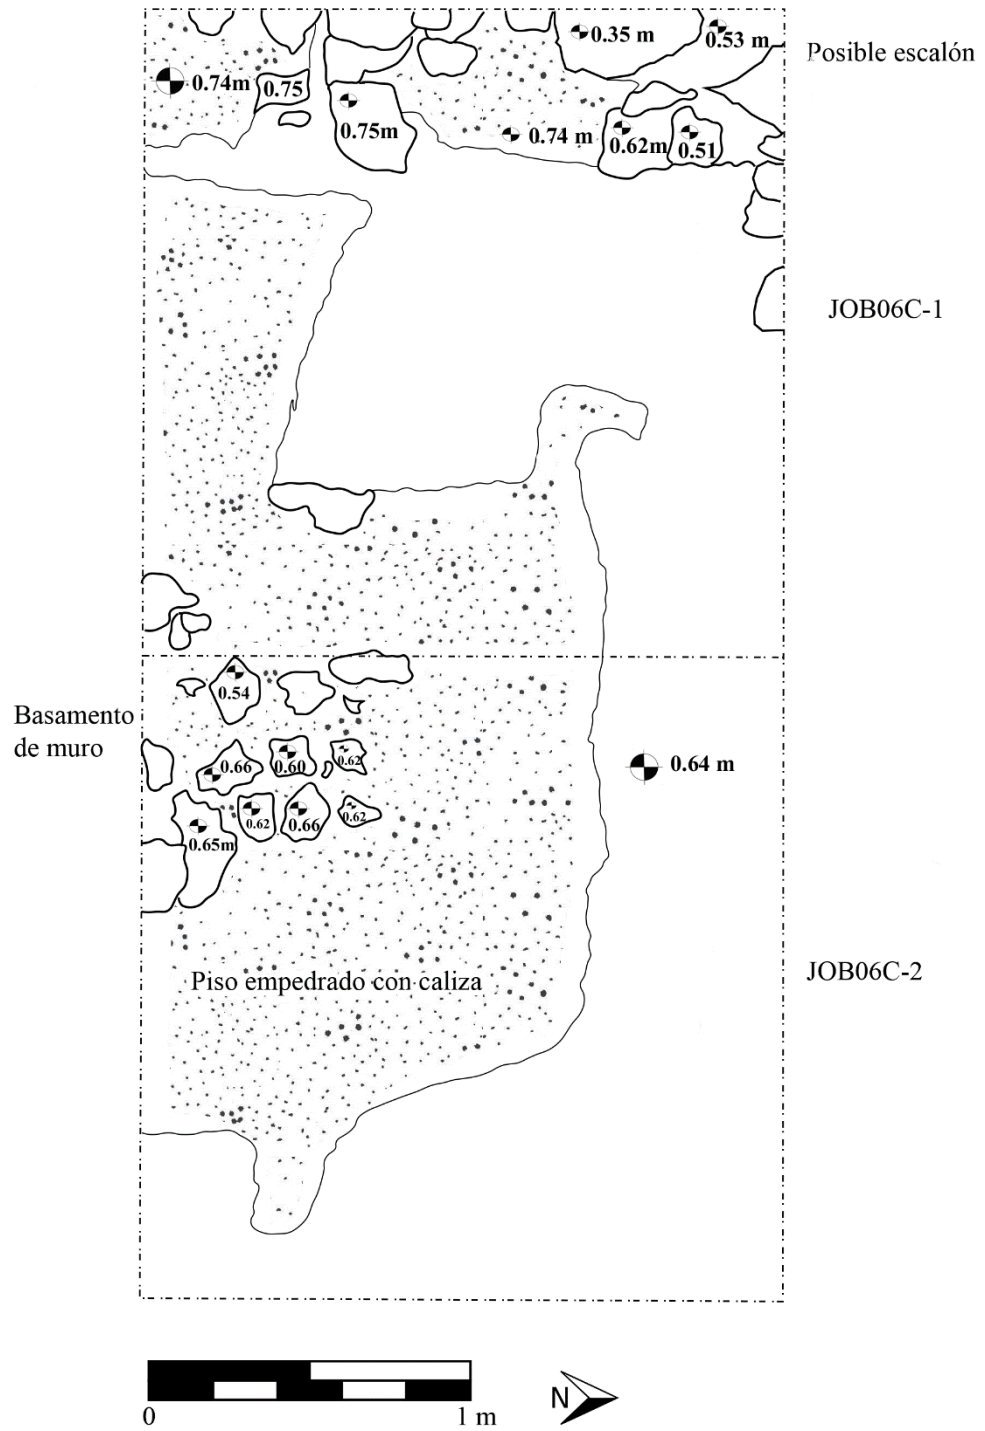 0.35 m
0.53 m
Posible escalón
0.74m
0.75
0.75m
0.74 m
0.62m
0.51
JOB06C-1
0.54
Basamento
de muro
0.66
0.60
0.62
0.64 m
0.65m
0.62
0.66
0.62
Piso empedrado con caliza
JOB06C-2
N
0
1 m